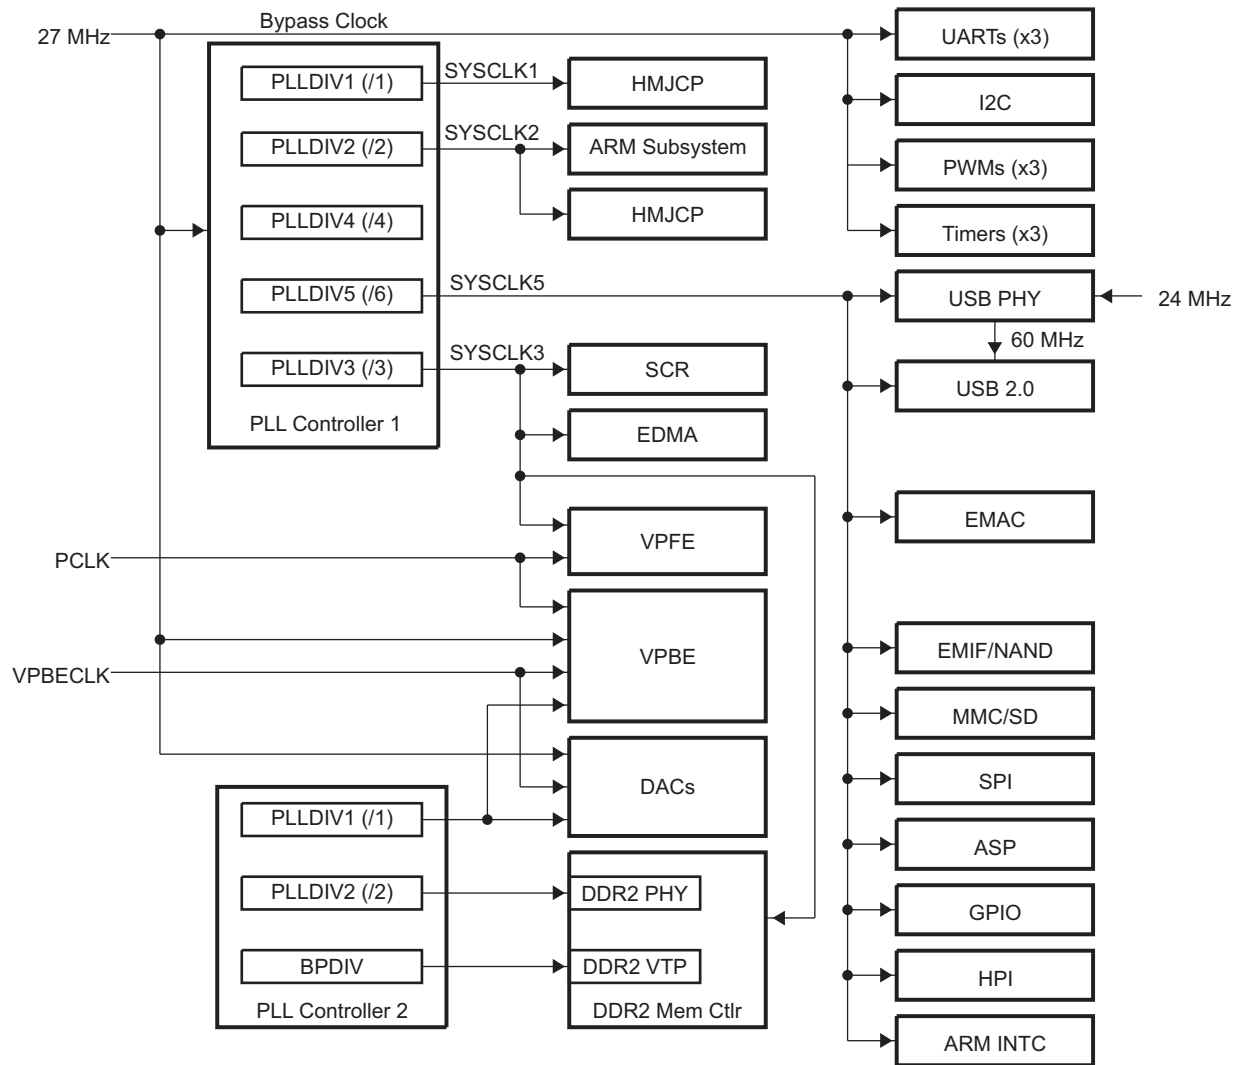 Bypass Clock
27 MHz
UARTs (x3)
PLLDIV1 (/1)
SYSCLK1
HMJCP
I2C
PLLDIV2 (/2)
SYSCLK2
ARM Subsystem
PWMs (x3)
PLLDIV4 (/4)
HMJCP
Timers (x3)
PLLDIV5 (/6)
SYSCLK5
USB PHY
24 MHz
60 MHz
PLLDIV3 (/3)
SYSCLK3
SCR
USB 2.0
PLL Controller 1
EDMA
EMAC
VPFE
PCLK
VPBE
EMIF/NAND
VPBECLK
MMC/SD
DACs
SPI
PLLDIV1 (/1)
ASP
PLLDIV2 (/2)
DDR2 PHY
GPIO
BPDIV
DDR2 VTP
HPI
PLL Controller 2
DDR2 Mem Ctlr
ARM INTC